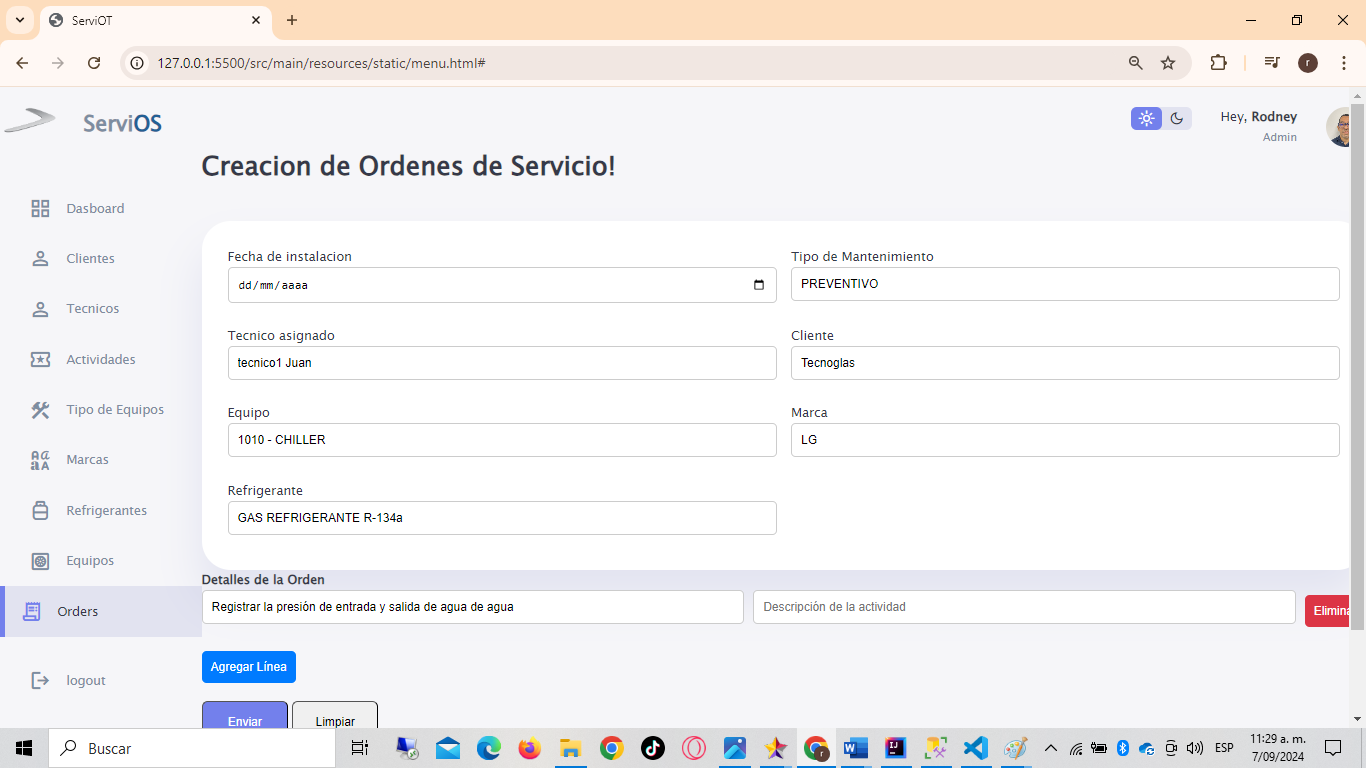 ServiOT
127.0.0.1:5500/src/main/resources/static/menu.html#
r
ServiOS
Hey, Rodney
Admin
Creacion de Ordenes de Servicio!
Dasboard
Clientes
Tecnicos
Actividades
Tipo de Equipos
Marcas
Refrigerantes
Equipos
Orders
logout
Fecha de instalacion
Tipo de Mantenimiento
dd/mm/aaaa
PREVENTIVO
Tecnico asignado
Cliente
tecnico1 Juan
Tecnoglas
Equipo
Marca
1010 - CHILLER
LG
Refrigerante
GAS REFRIGERANTE R-134a
Detalles de la Orden
Registrar la presión de entrada y salida de agua de agua
Descripción de la actividad
Elimina
Agregar Línea
Enviar
Limpiar
Buscar
ESP
11:29 a. m.
7/09/2024